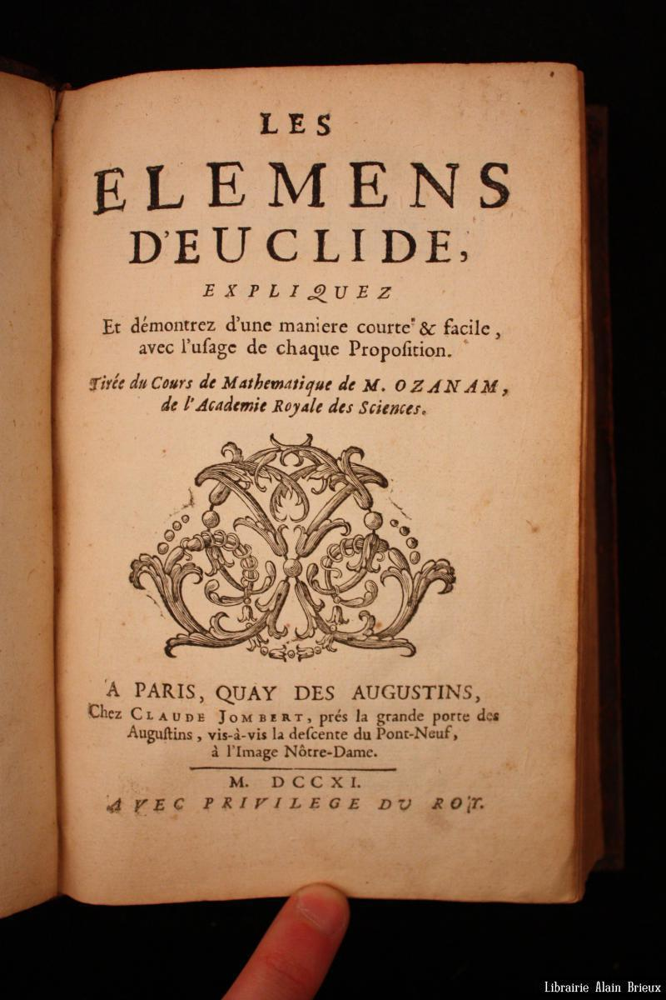 LES
ELEMENS
D'EUCLIDE,
EXPLIQUEZ
Et démontrez d'une maniere courte & facile,
avec l'uſage de chaque Propoſition.
Tirée du Cours de Mathematique de M. OZANAM,
de l'Academie Royale des Sciences.
A PARIS, QUAY DES AUGUSTINS,
Chez CLAUDE JOMBERT, prés la grande porte des
Auguſtins, vis-à-vis la deſcente du Pont-Neuf,
à l'Image Nôtre-Dame.
M. DCCXI.
AVEC PRIVILEGE DU ROY.
Librairie Alain Brieux